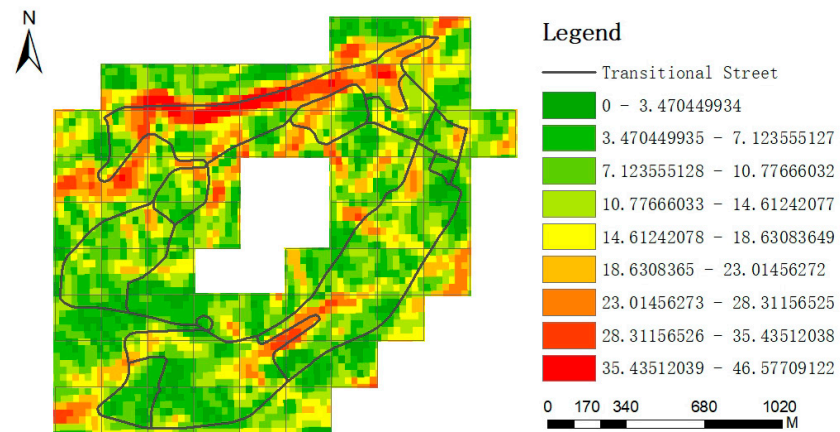 N
Legend
Transitional Street
0 - 3.470449934
3.470449935 - 7.123555127
7.123555128 - 10.77666032
10.77666033 - 14.61242077
14.61242078 - 18.63083649
18.6308365 - 23.01456272
23.01456273 - 28.31156525
28.31156526 - 35.43512038
35.43512039 - 46.57709122
0 170 340 680 1020
M